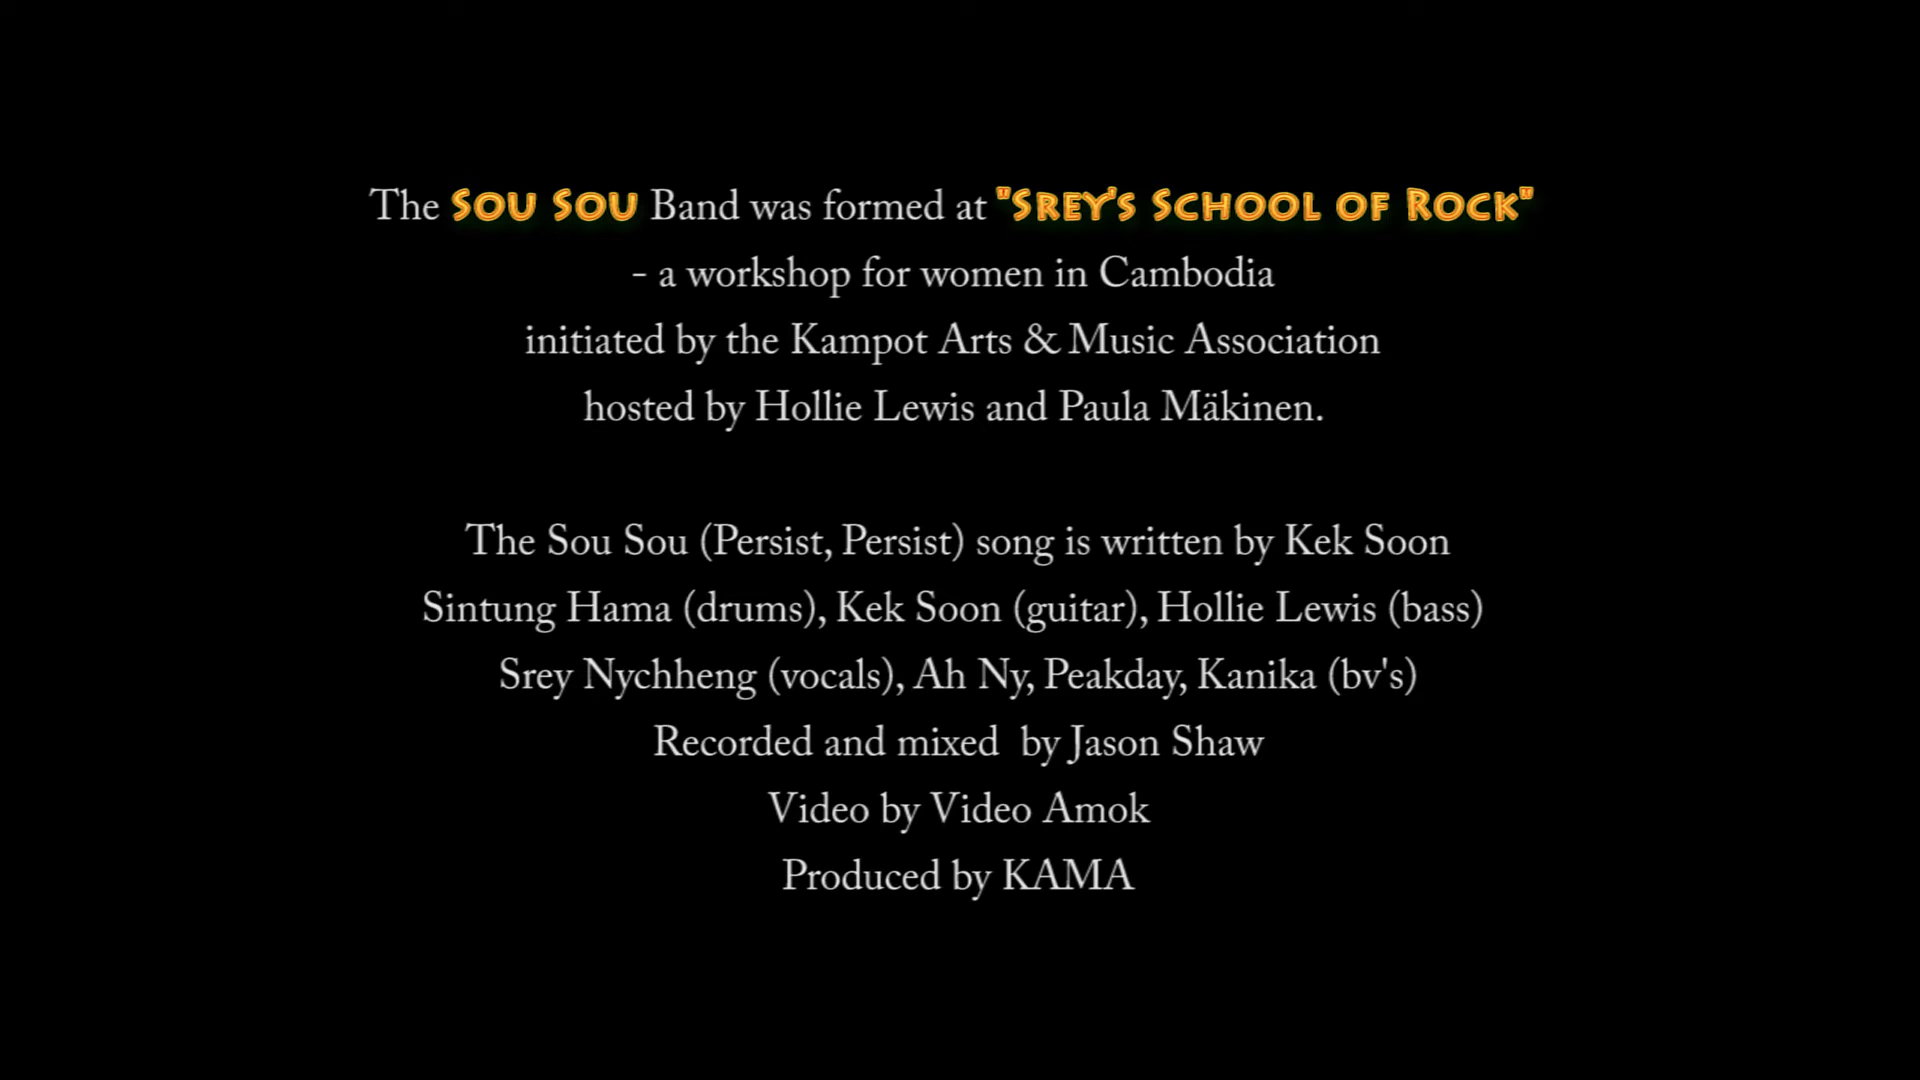 The Sou Sou Band was formed at "Srey's School of Rock"
- a workshop for women in Cambodia
initiated by the Kampot Arts & Music Association
hosted by Hollie Lewis and Paula Mäkinen.
The Sou Sou (Persist, Persist) song is written by Kek Soon
Sintung Hama (drums), Kek Soon (guitar), Hollie Lewis (bass)
Srey Nychheng (vocals), Ah Ny, Peakday, Kanika (bv's)
Recorded and mixed  by Jason Shaw
Video by Video Amok
Produced by KAMA